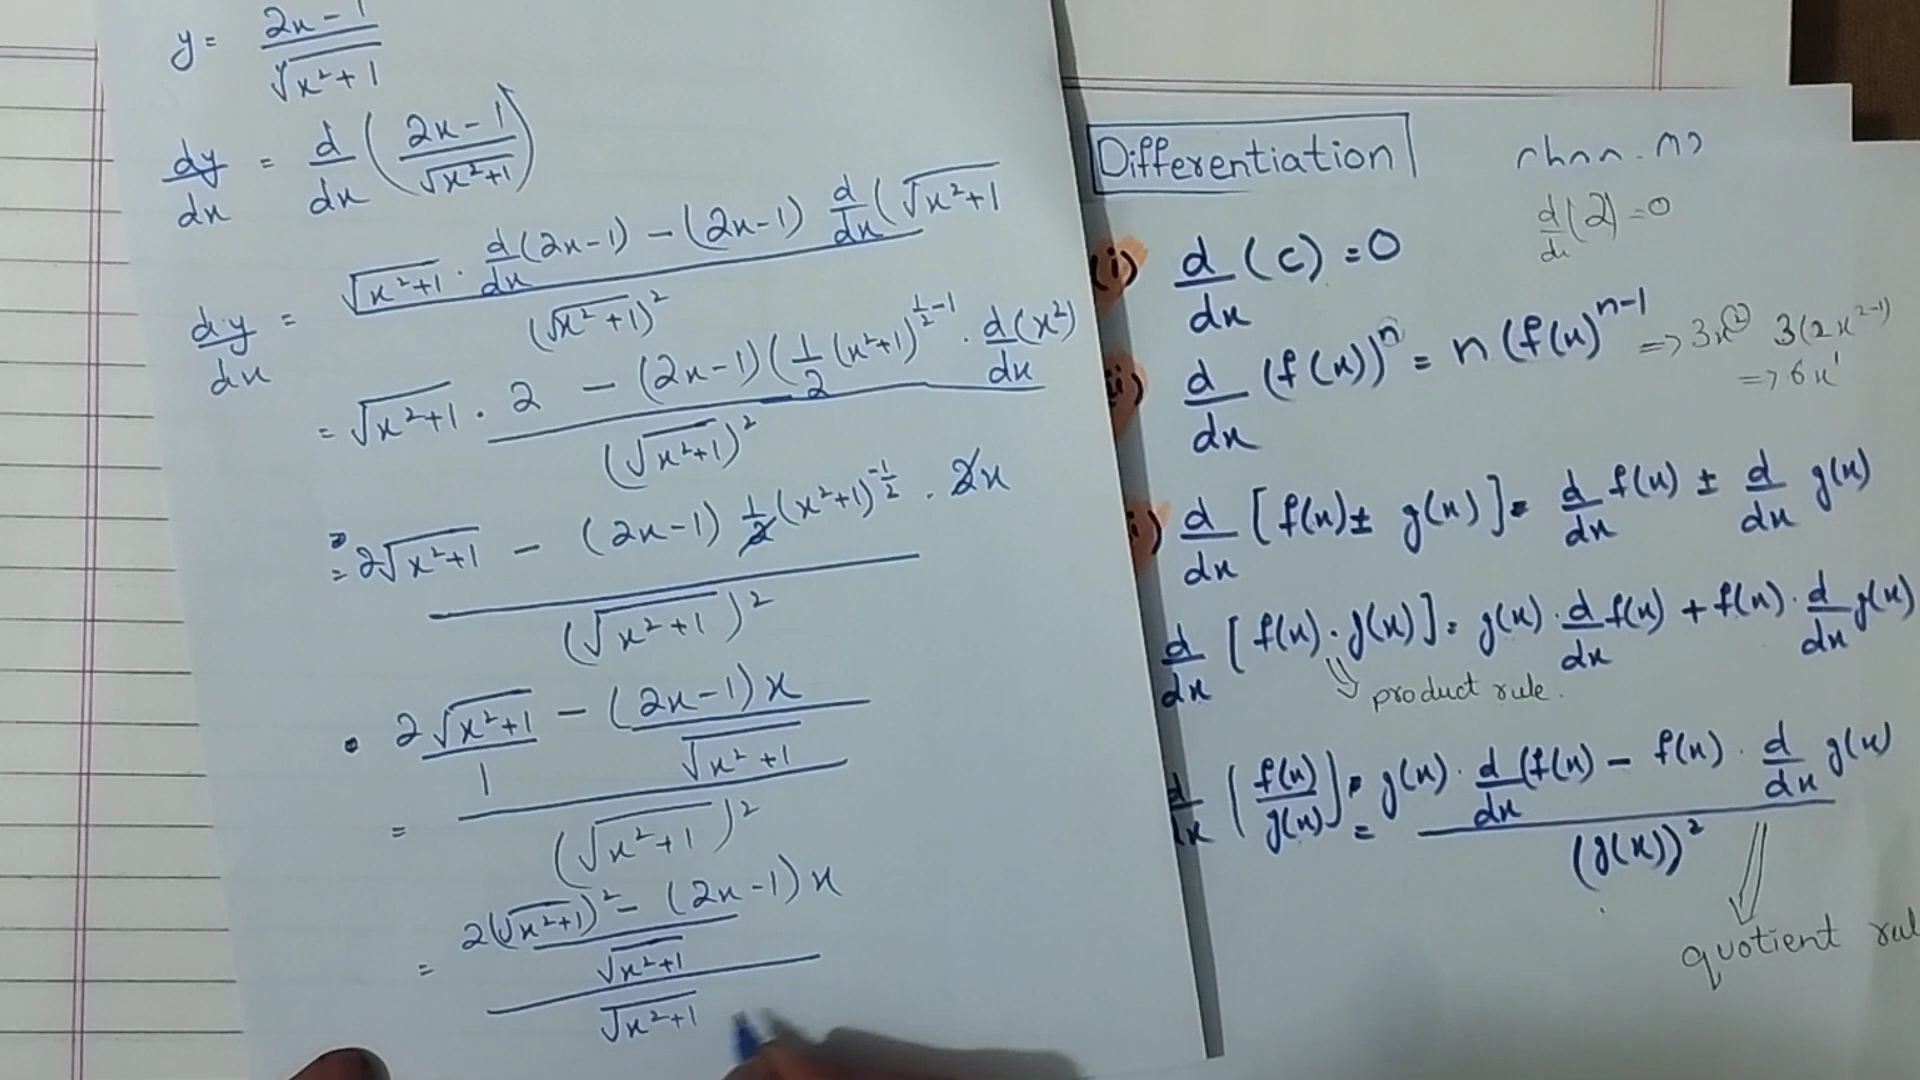 y = 2x-1 / √x²+1
dy/dx = d/dx (2x-1 / √x²+1)
dy/dx = √x²+1 · d/dx (2x-1) - (2x-1) d/dx (√x²+1 / (√x²+1)²
= √x²+1 · 2 - (2x-1)(1/2 (x²+1)^1/2-1 · d/dx (x²) / (√x²+1)²
= 2√x²+1 - (2x-1) 1/2 (x²+1)^-1/2 · 2x / (√x²+1)²
= 2√x²+1 / 1 - (2x-1)x / √x²+1 / (√x²+1)²
= 2(√x²+1)² - (2x-1)x / √x²+1 / √x²+1
Differentiation
d/dx (2) = 0
(i) d/dx (c) = 0
d/dx (f(x))^n = n(f(x)^n-1 => 3x² 3(2x^2-1)
=> 6x¹
d/dx [f(x) ± g(x)] = d/dx f(x) ± d/dx g(x)
d/dx [f(x) · g(x)] = g(x) · d/dx f(x) + f(x) · d/dx g(x)
product rule.
d/dx (f(x) / g(x)) = g(x) · d/dx (f(x) - f(x) · d/dx g(x) / (g(x))²
quotient rul